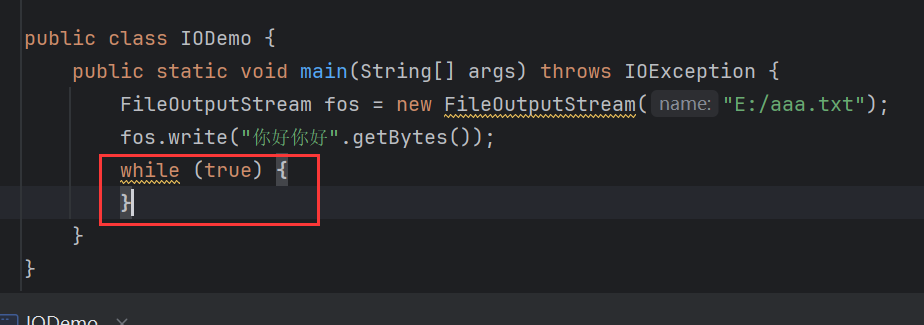 public class IODemo {
public static void main(String[] args) throws IOException {
FileOutputStream fos = new FileOutputStream( name: "E:/aaa.txt");
fos.write("你好你好".getBytes());
while (true) {
}
}
}
IODemo ×